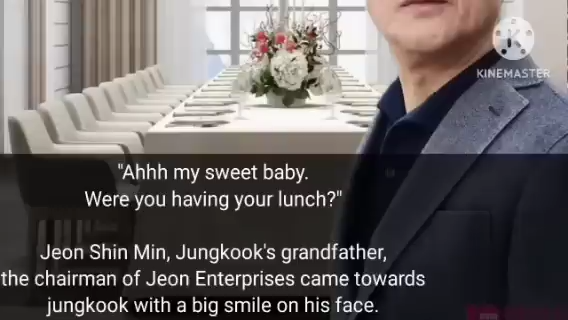 KINEMASTER
"Ahhh my sweet baby.
Were you having your lunch?"
Jeon Shin Min, Jungkook's grandfather,
the chairman of Jeon Enterprises came towards
jungkook with a big smile on his face.